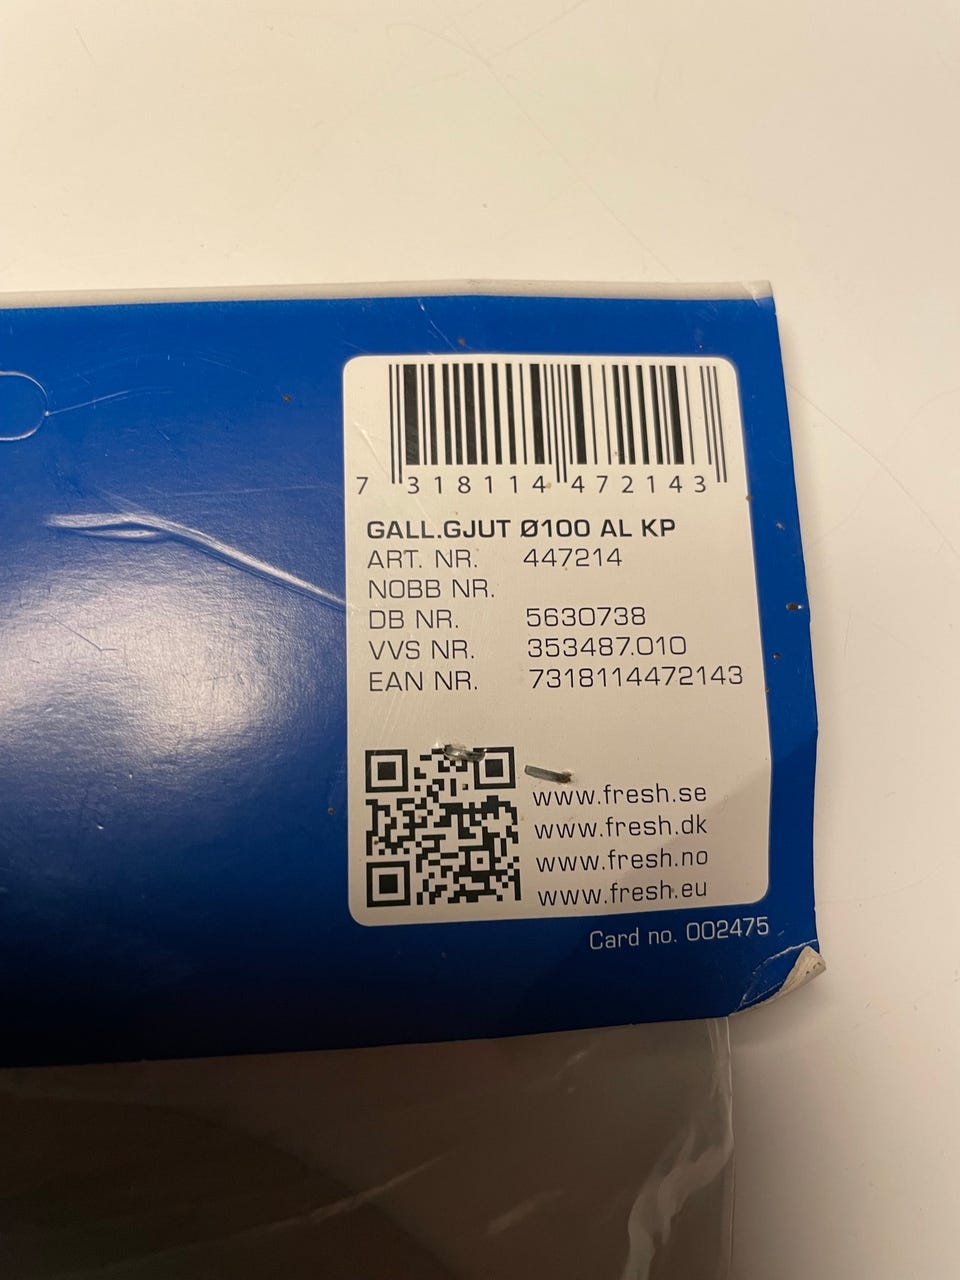 7 318114 472143
GALL.GJUT Ø100 AL KP
ART. NR. 447214
NOBB NR.
DB NR. 5630738
VVS NR. 353487.010
EAN NR. 7318114472143
www.fresh.se
www.fresh.dk
www.fresh.no
www.fresh.eu
Card no. 002475